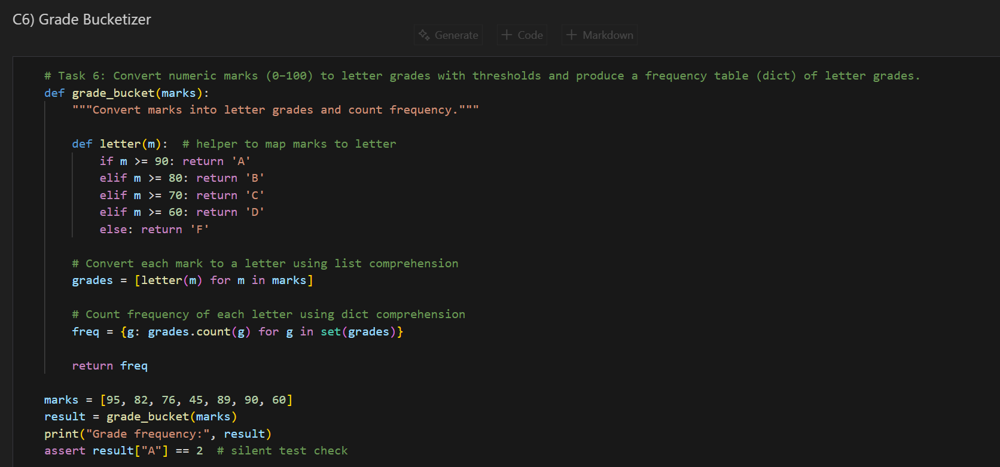 C6) Grade Bucketizer
Generate
Code
Markdown
# Task 6: Convert numeric marks (0–100) to letter grades with thresholds and produce a frequency table (dict) of letter grades.
def grade_bucket(marks):
    """Convert marks into letter grades and count frequency."""
    def letter(m):  # helper to map marks to letter
        if m >= 90: return 'A'
        elif m >= 80: return 'B'
        elif m >= 70: return 'C'
        elif m >= 60: return 'D'
        else: return 'F'
    # Convert each mark to a letter using list comprehension
    grades = [letter(m) for m in marks]
    # Count frequency of each letter using dict comprehension
    freq = {g: grades.count(g) for g in set(grades)}
    return freq
marks = [95, 82, 76, 45, 89, 90, 60]
result = grade_bucket(marks)
print("Grade frequency:", result)
assert result["A"] == 2  # silent test check